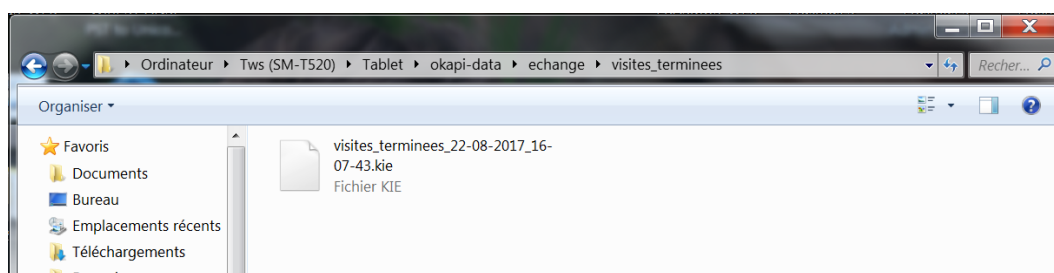 Ordinateur Tws (SM-T520) Tablet okapi-data echange visites_terminees
Recher...
Organiser
Favoris
Documents
Bureau
Emplacements récents
Téléchargements
visites_terminees_22-08-2017_16-
07-43.kie
Fichier KIE